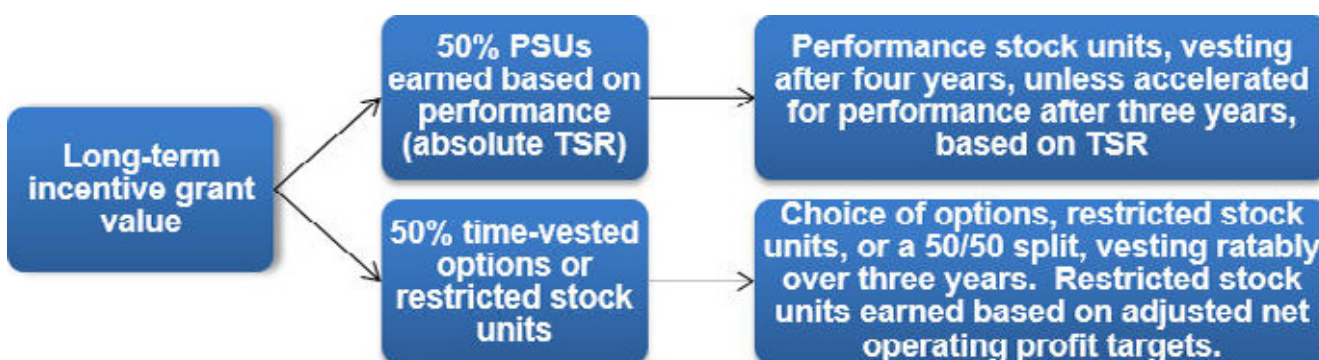 Long-term
incentive grant
value
50% PSUs
earned based on
performance
(absolute TSR)
Performance stock units, vesting
after four years, unless accelerated
for performance after three years,
based on TSR
50% time-vested
options or
restricted stock
units
Choice of options, restricted stock
units, or a 50/50 split, vesting ratably
over three years.  Restricted stock
units earned based on adjusted net
operating profit targets.